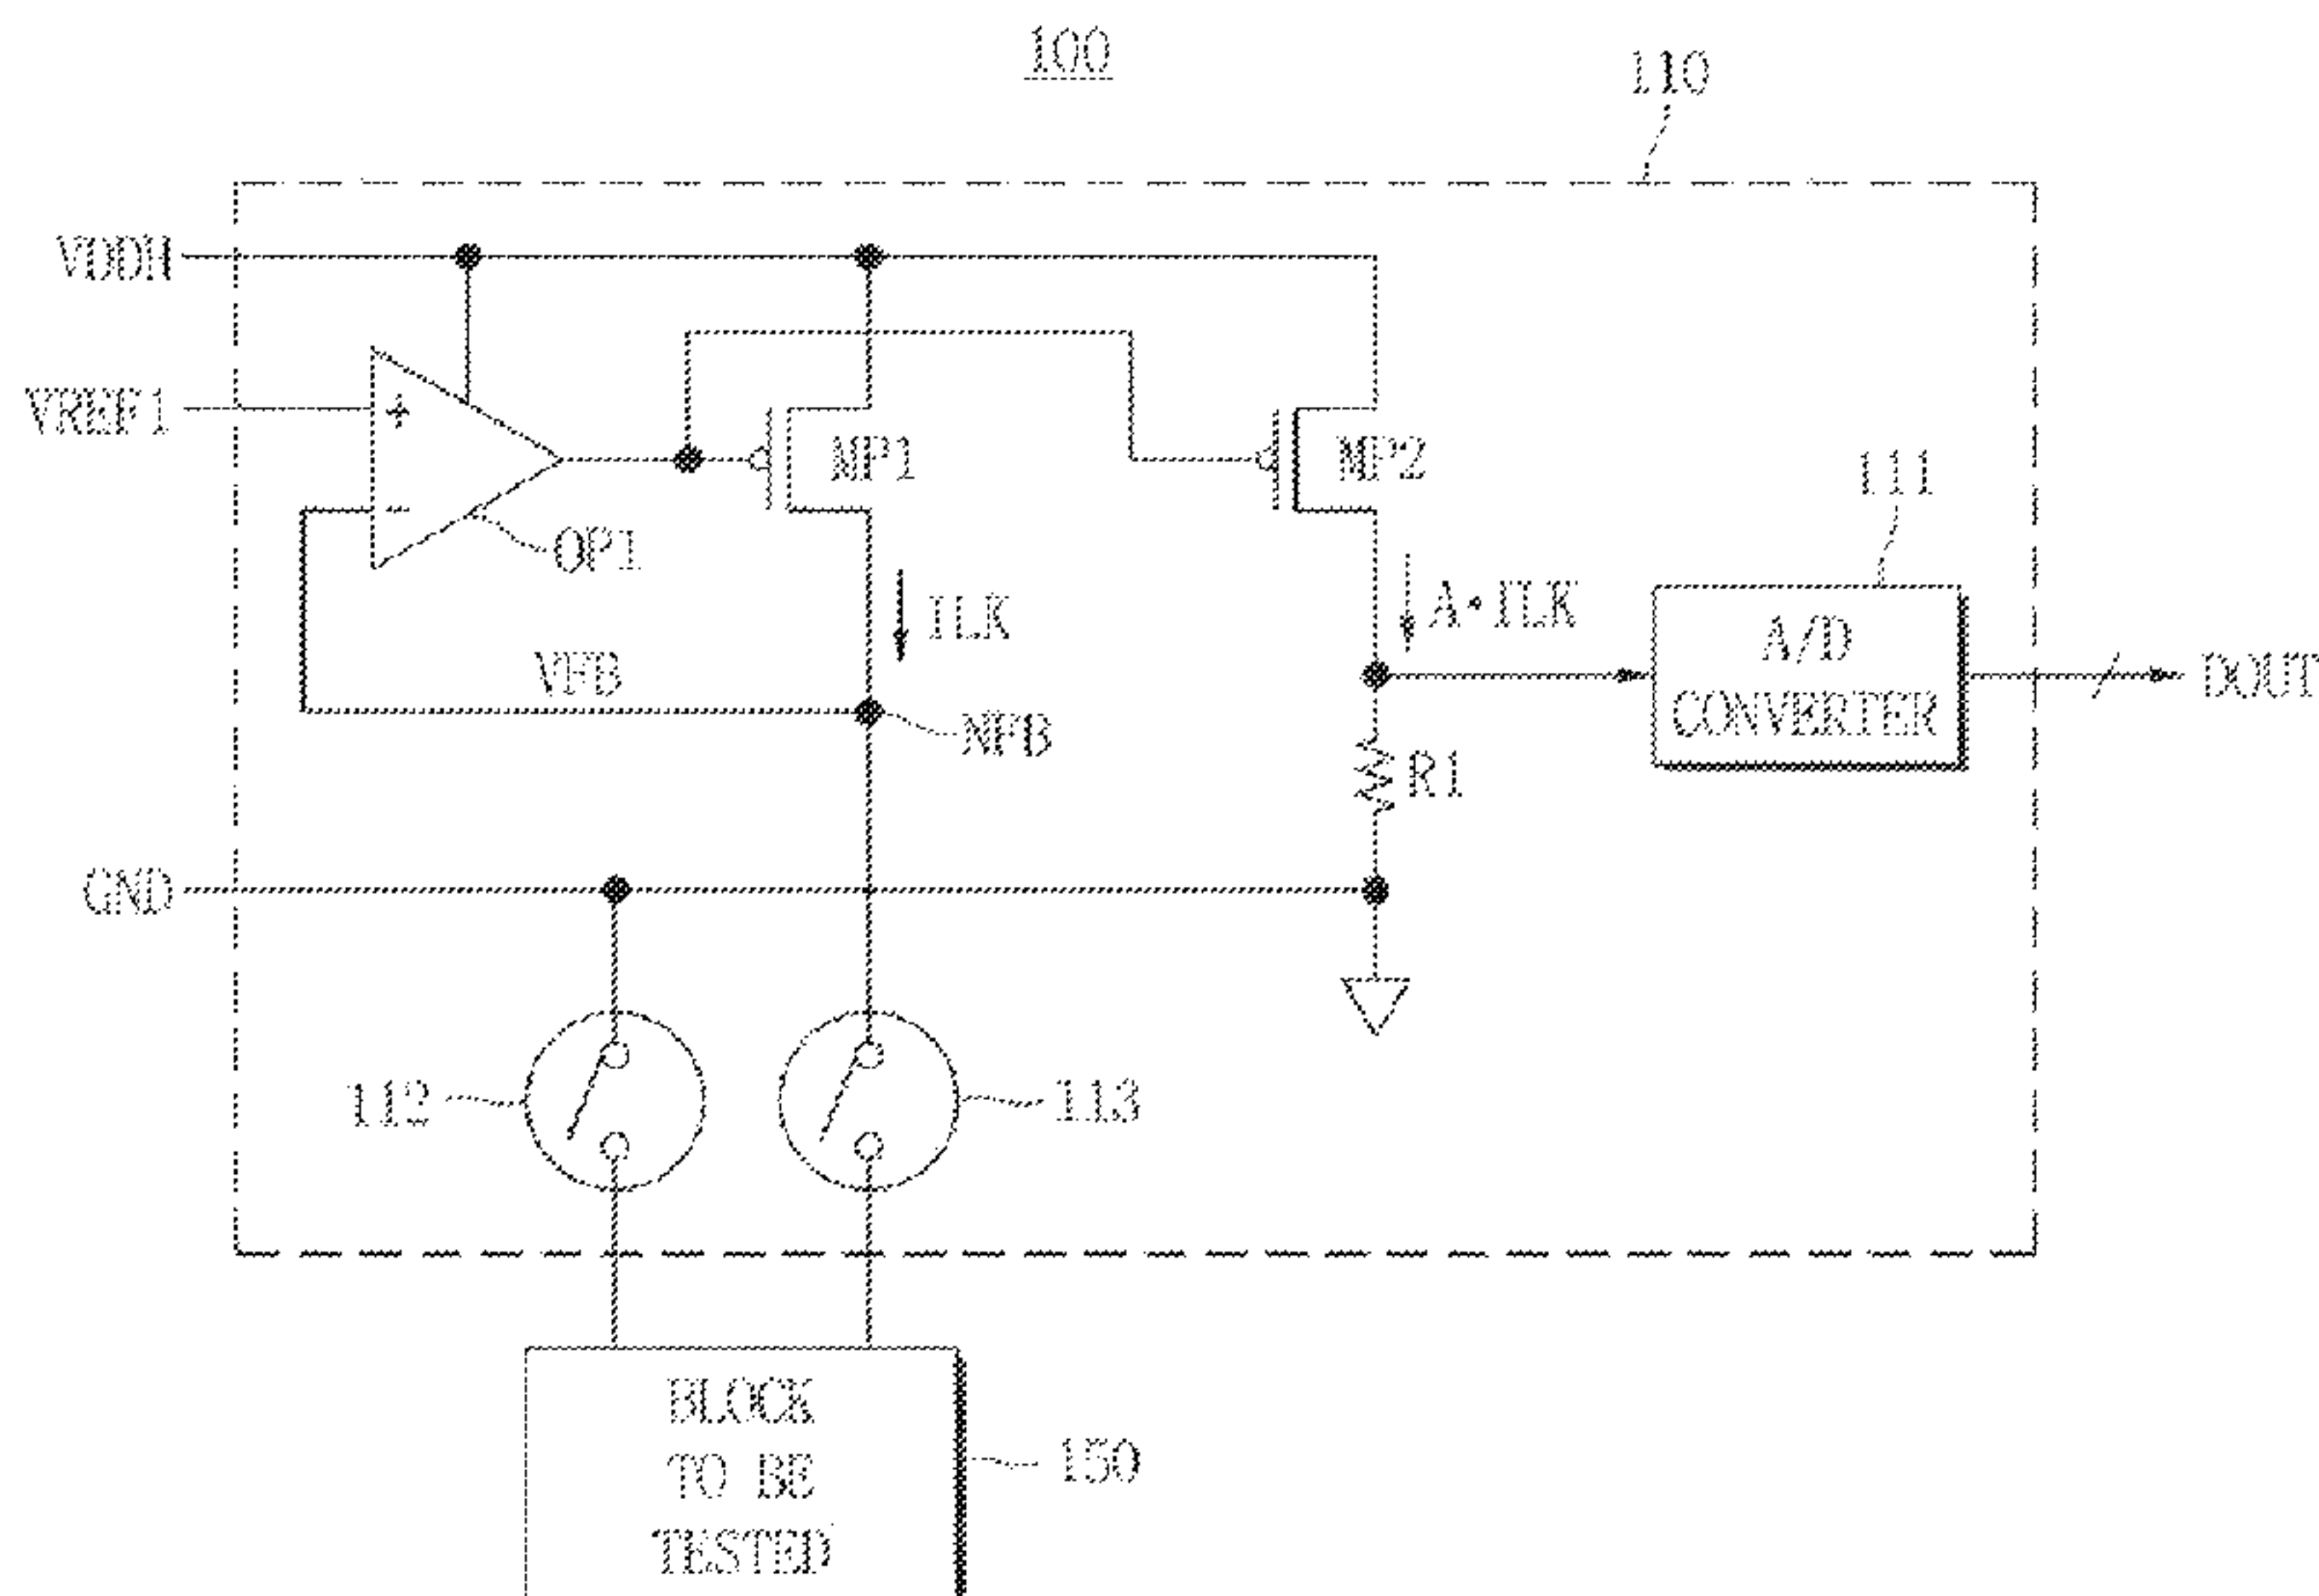 100
110
VDDH
VREF1
+
-
OP1
MP1
MP2
111
ILK
A•ILK
A/D
CONVERTER
DOUT
VFB
NFB
R1
GND
112
113
BLOCK
TO BE
TESTED
150